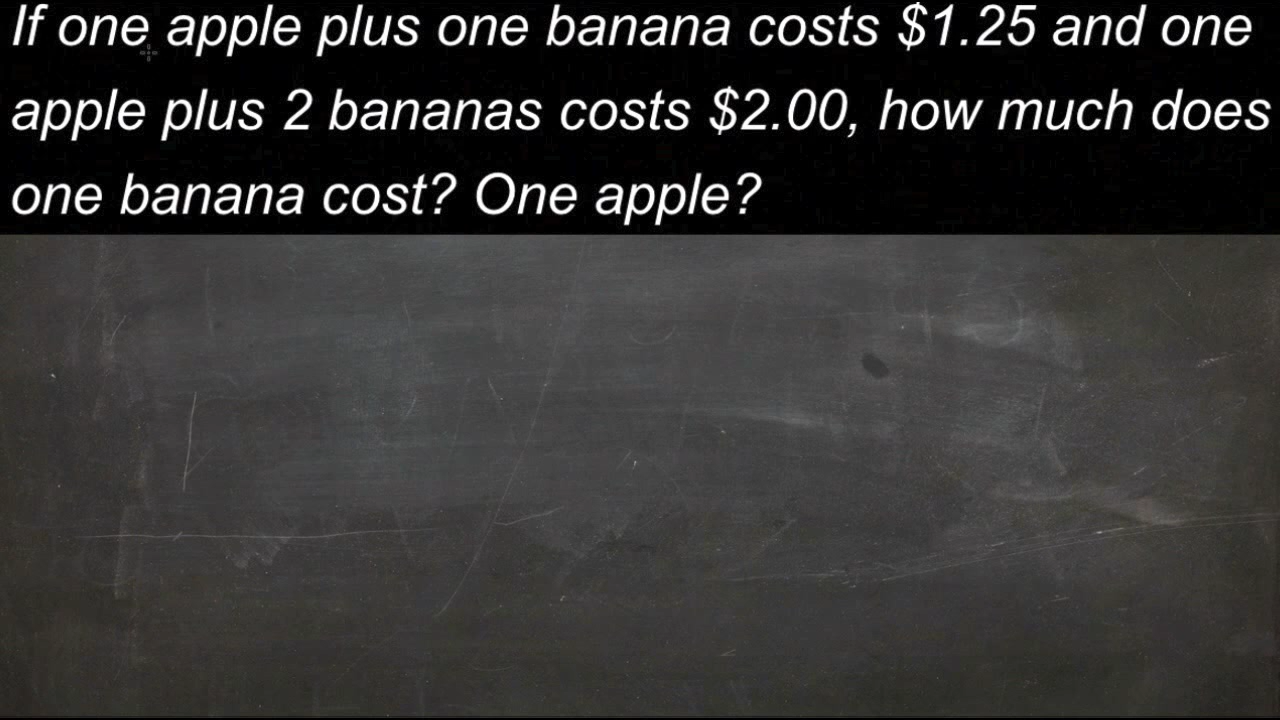 If one apple plus one banana costs $1.25 and one
apple plus 2 bananas costs $2.00, how much does
one banana cost? One apple?